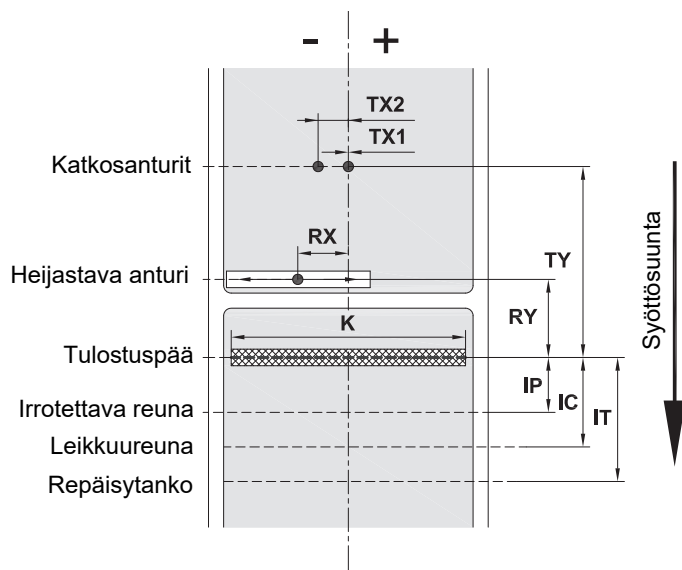 - +
TX2
TX1
Katkosanturit
RX
TY
Heijastava anturi
RY
K
Syöttösuunta
Tulostuspää
IP
IC
IT
Irrotettava reuna
Leikkuureuna
Repäisytanko